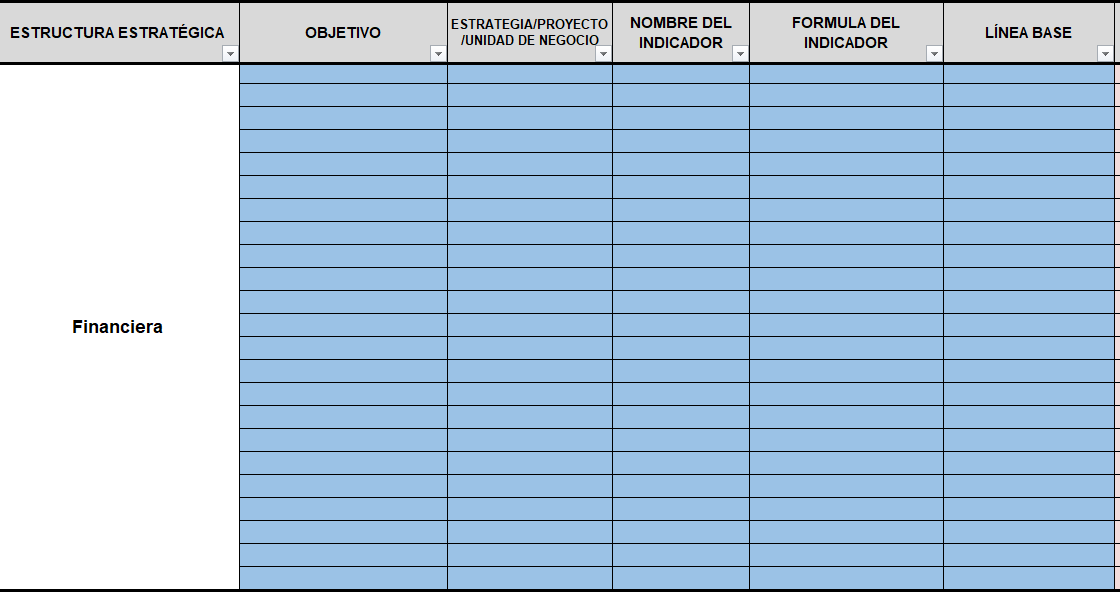 ESTRUCTURA ESTRATÉGICA
OBJETIVO
ESTRATEGIA/PROYECTO
/UNIDAD DE NEGOCIO
NOMBRE DEL
INDICADOR
FORMULA DEL
INDICADOR
LÍNEA BASE
Financiera